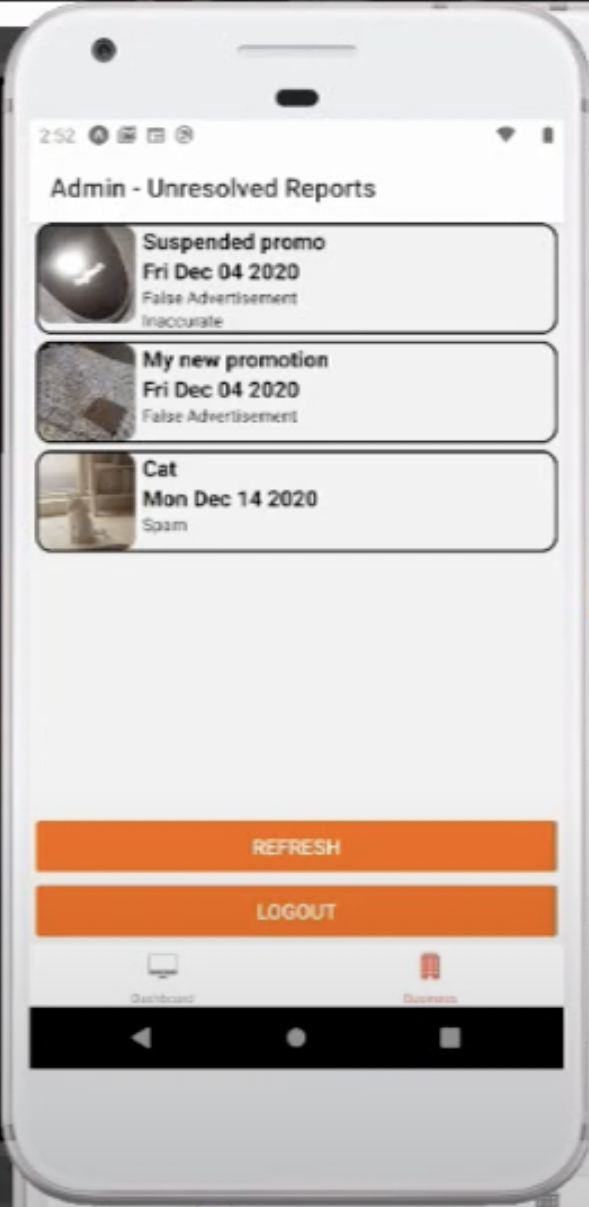 2:52
Admin - Unresolved Reports
Suspended promo
Fri Dec 04 2020
False Advertisement
Inaccurate
My new promotion
Fri Dec 04 2020
False Advertisement
Cat
Mon Dec 14 2020
Spam
REFRESH
LOGOUT
Dashboard
Business